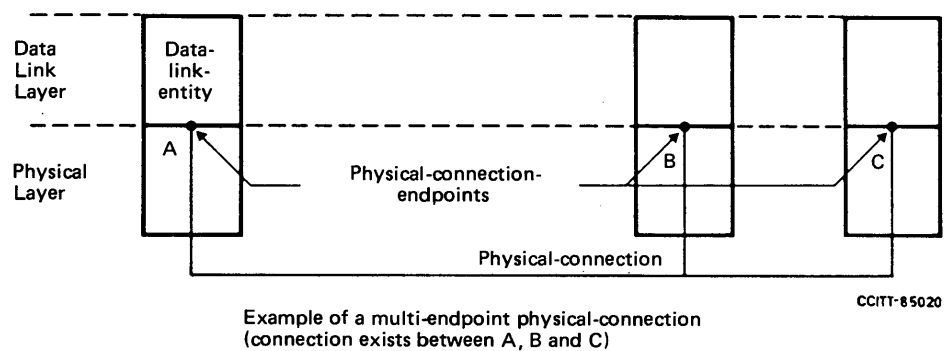 Data
Link
Layer
Data-
link-
entity
A
B
C
Physical
Layer
Physical-connection-
endpoints
Physical-connection
CCITT-85020
Example of a multi-endpoint physical-connection
(connection exists between A, B and C)